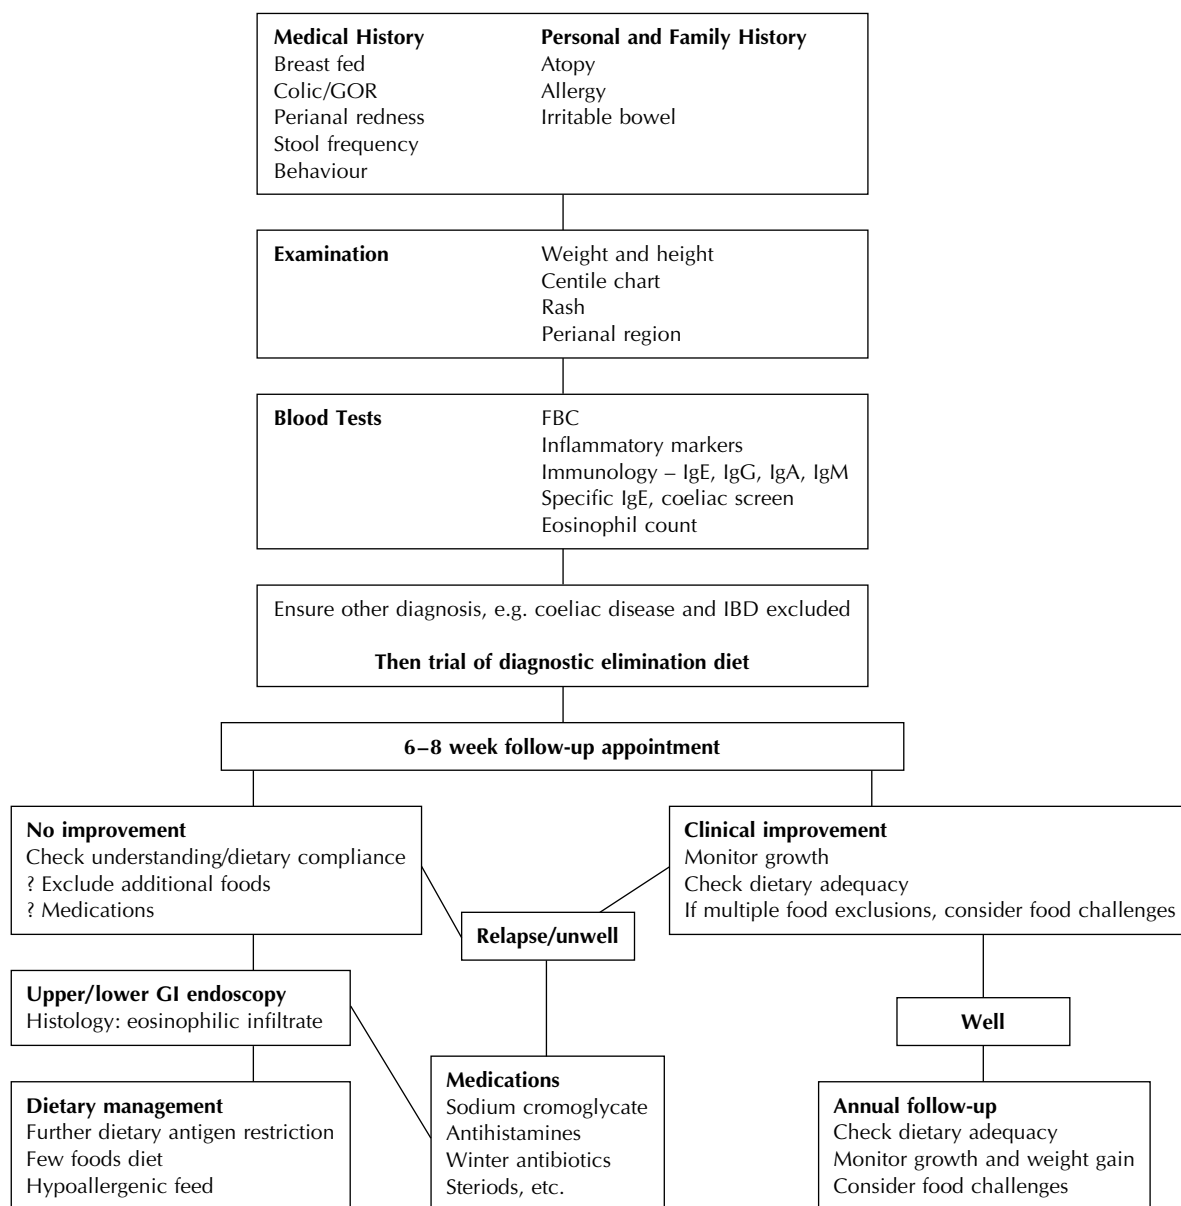 Medical History
Breast fed
Colic/GOR
Perianal redness
Stool frequency
Behaviour
Personal and Family History
Atopy
Allergy
Irritable bowel
Examination
Weight and height
Centile chart
Rash
Perianal region
Blood Tests
FBC
Inflammatory markers
Immunology – IgE, IgG, IgA, IgM
Specific IgE, coeliac screen
Eosinophil count
Ensure other diagnosis, e.g. coeliac disease and IBD excluded
Then trial of diagnostic elimination diet
6–8 week follow-up appointment
No improvement
Check understanding/dietary compliance
? Exclude additional foods
? Medications
Clinical improvement
Monitor growth
Check dietary adequacy
If multiple food exclusions, consider food challenges
Relapse/unwell
Upper/lower GI endoscopy
Histology: eosinophilic infiltrate
Well
Dietary management
Further dietary antigen restriction
Few foods diet
Hypoallergenic feed
Medications
Sodium cromoglycate
Antihistamines
Winter antibiotics
Steriods, etc.
Annual follow-up
Check dietary adequacy
Monitor growth and weight gain
Consider food challenges